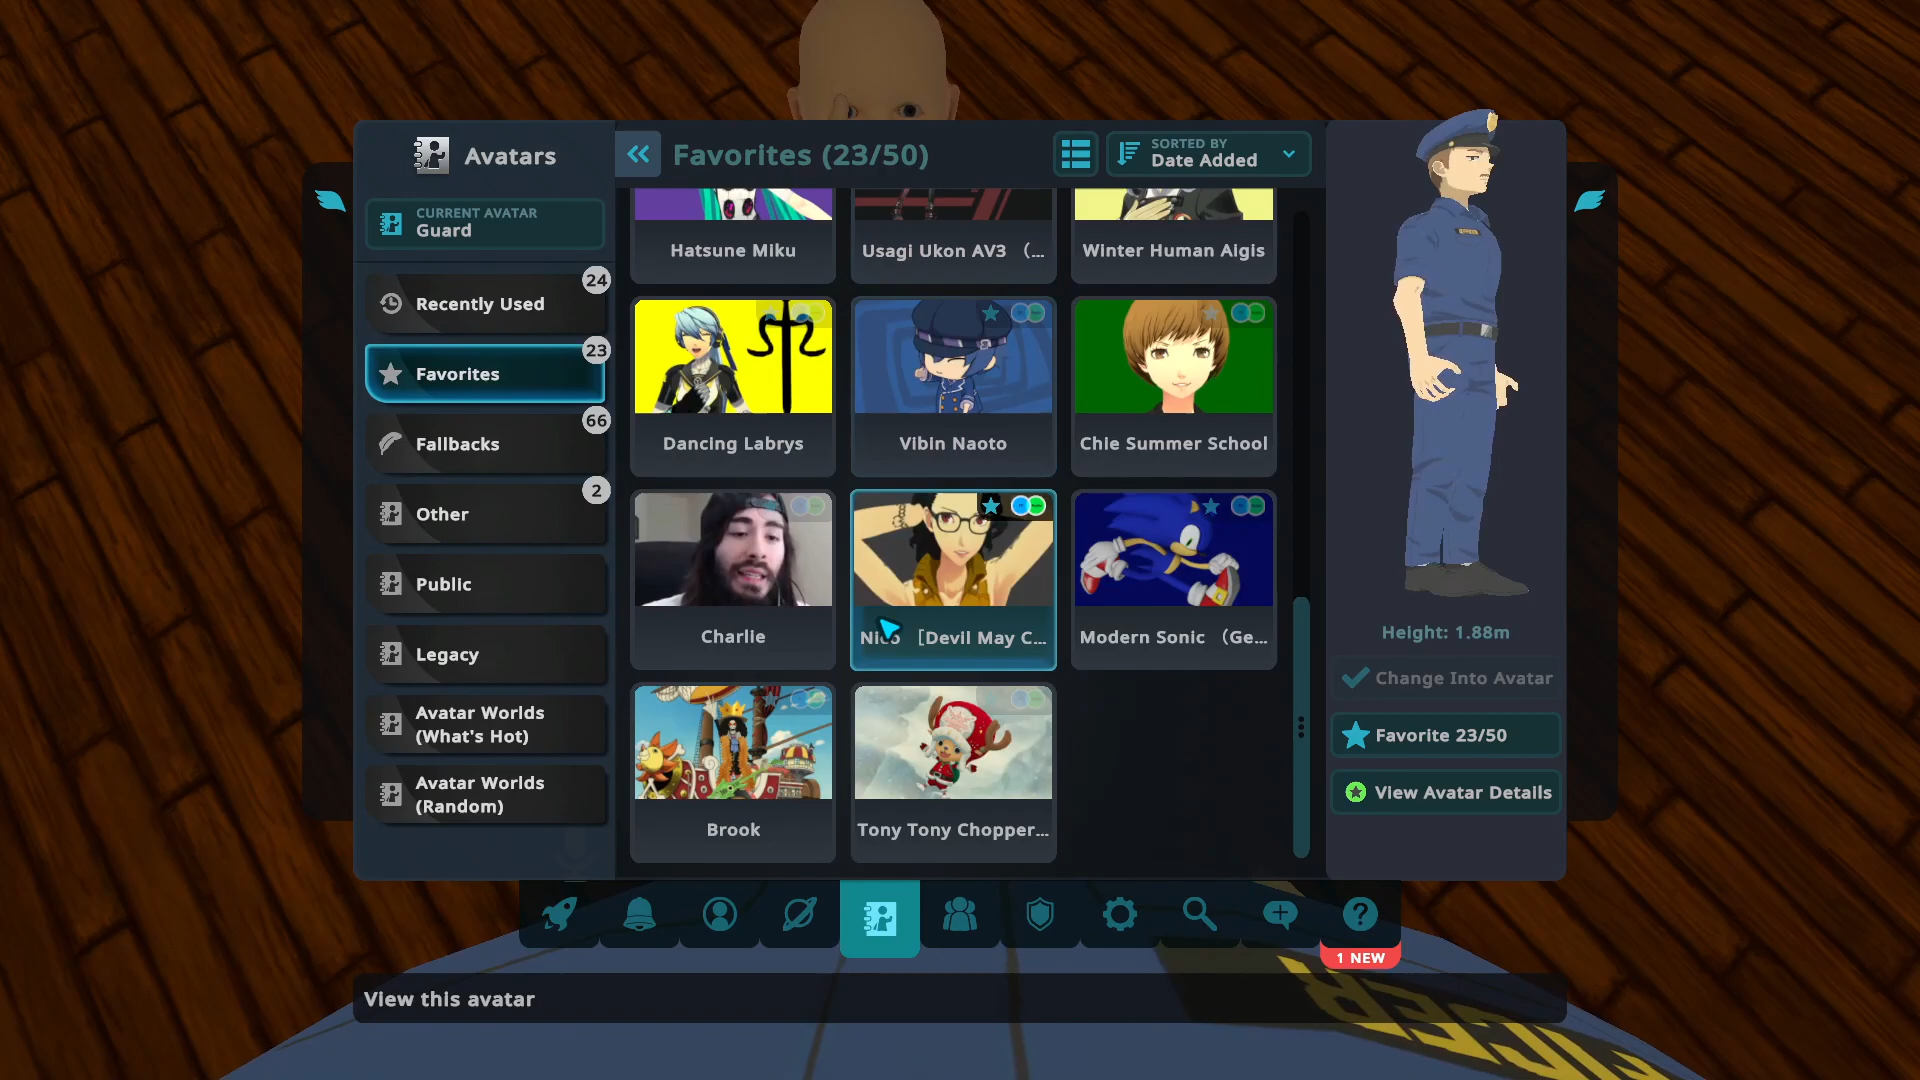 Avatars
CURRENT AVATAR
Guard
Recently Used
24
Favorites
23
Fallbacks
66
Other
2
Public
Legacy
Avatar Worlds
(What's Hot)
Avatar Worlds
(Random)
Favorites (23/50)
SORTED BY
Date Added
Hatsune Miku
Usagi Ukon AV3 (...
Winter Human Aigis
Dancing Labrys
Vibin Naoto
Chie Summer School
Charlie
Nico [Devil May C...
Modern Sonic (Ge...
Brook
Tony Tony Chopper...
Height: 1.88m
Change Into Avatar
Favorite 23/50
View Avatar Details
1 NEW
View this avatar